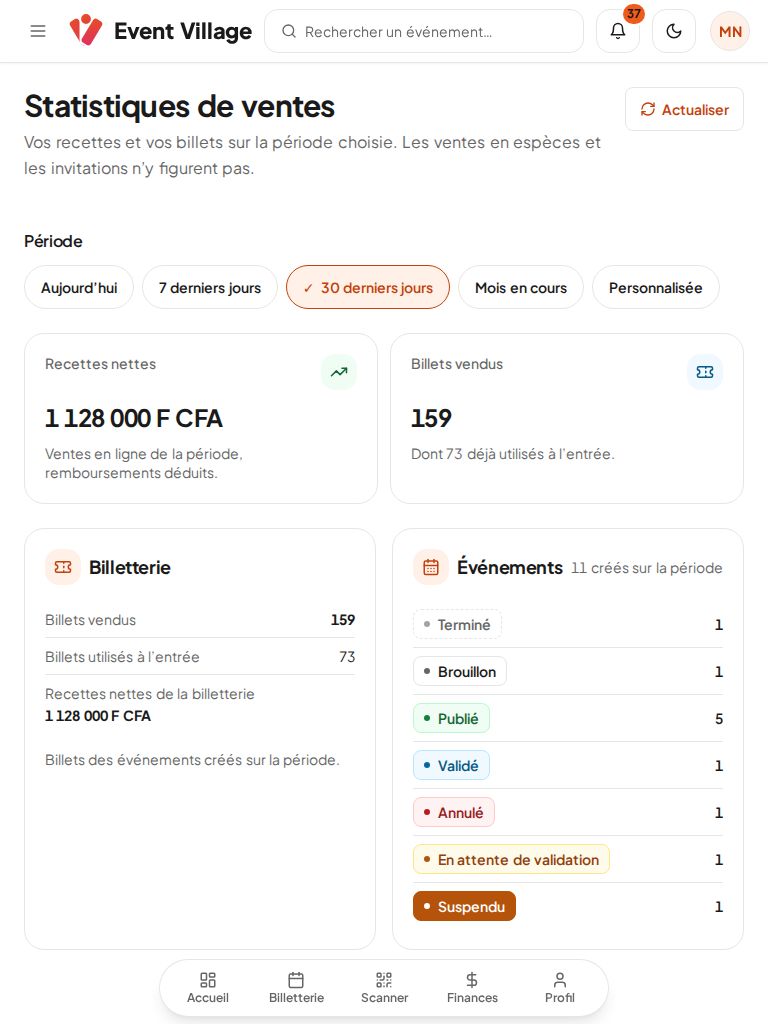 Event Village
Rechercher un événement…
37
MN
Statistiques de ventes
Actualiser
Vos recettes et vos billets sur la période choisie. Les ventes en espèces et
les invitations n'y figurent pas.
Période
Aujourd'hui
7 derniers jours
✓ 30 derniers jours
Mois en cours
Personnalisée
Recettes nettes
1 128 000 F CFA
Ventes en ligne de la période,
remboursements déduits.
Billets vendus
159
Dont 73 déjà utilisés à l'entrée.
Billetterie
Billets vendus 159
Billets utilisés à l'entrée 73
Recettes nettes de la billetterie
1 128 000 F CFA
Billets des événements créés sur la période.
Événements 11 créés sur la période
Terminé 1
Brouillon 1
Publié 5
Validé 1
Annulé 1
En attente de validation 1
Suspendu 1
Accueil
Billetterie
Scanner
Finances
Profil